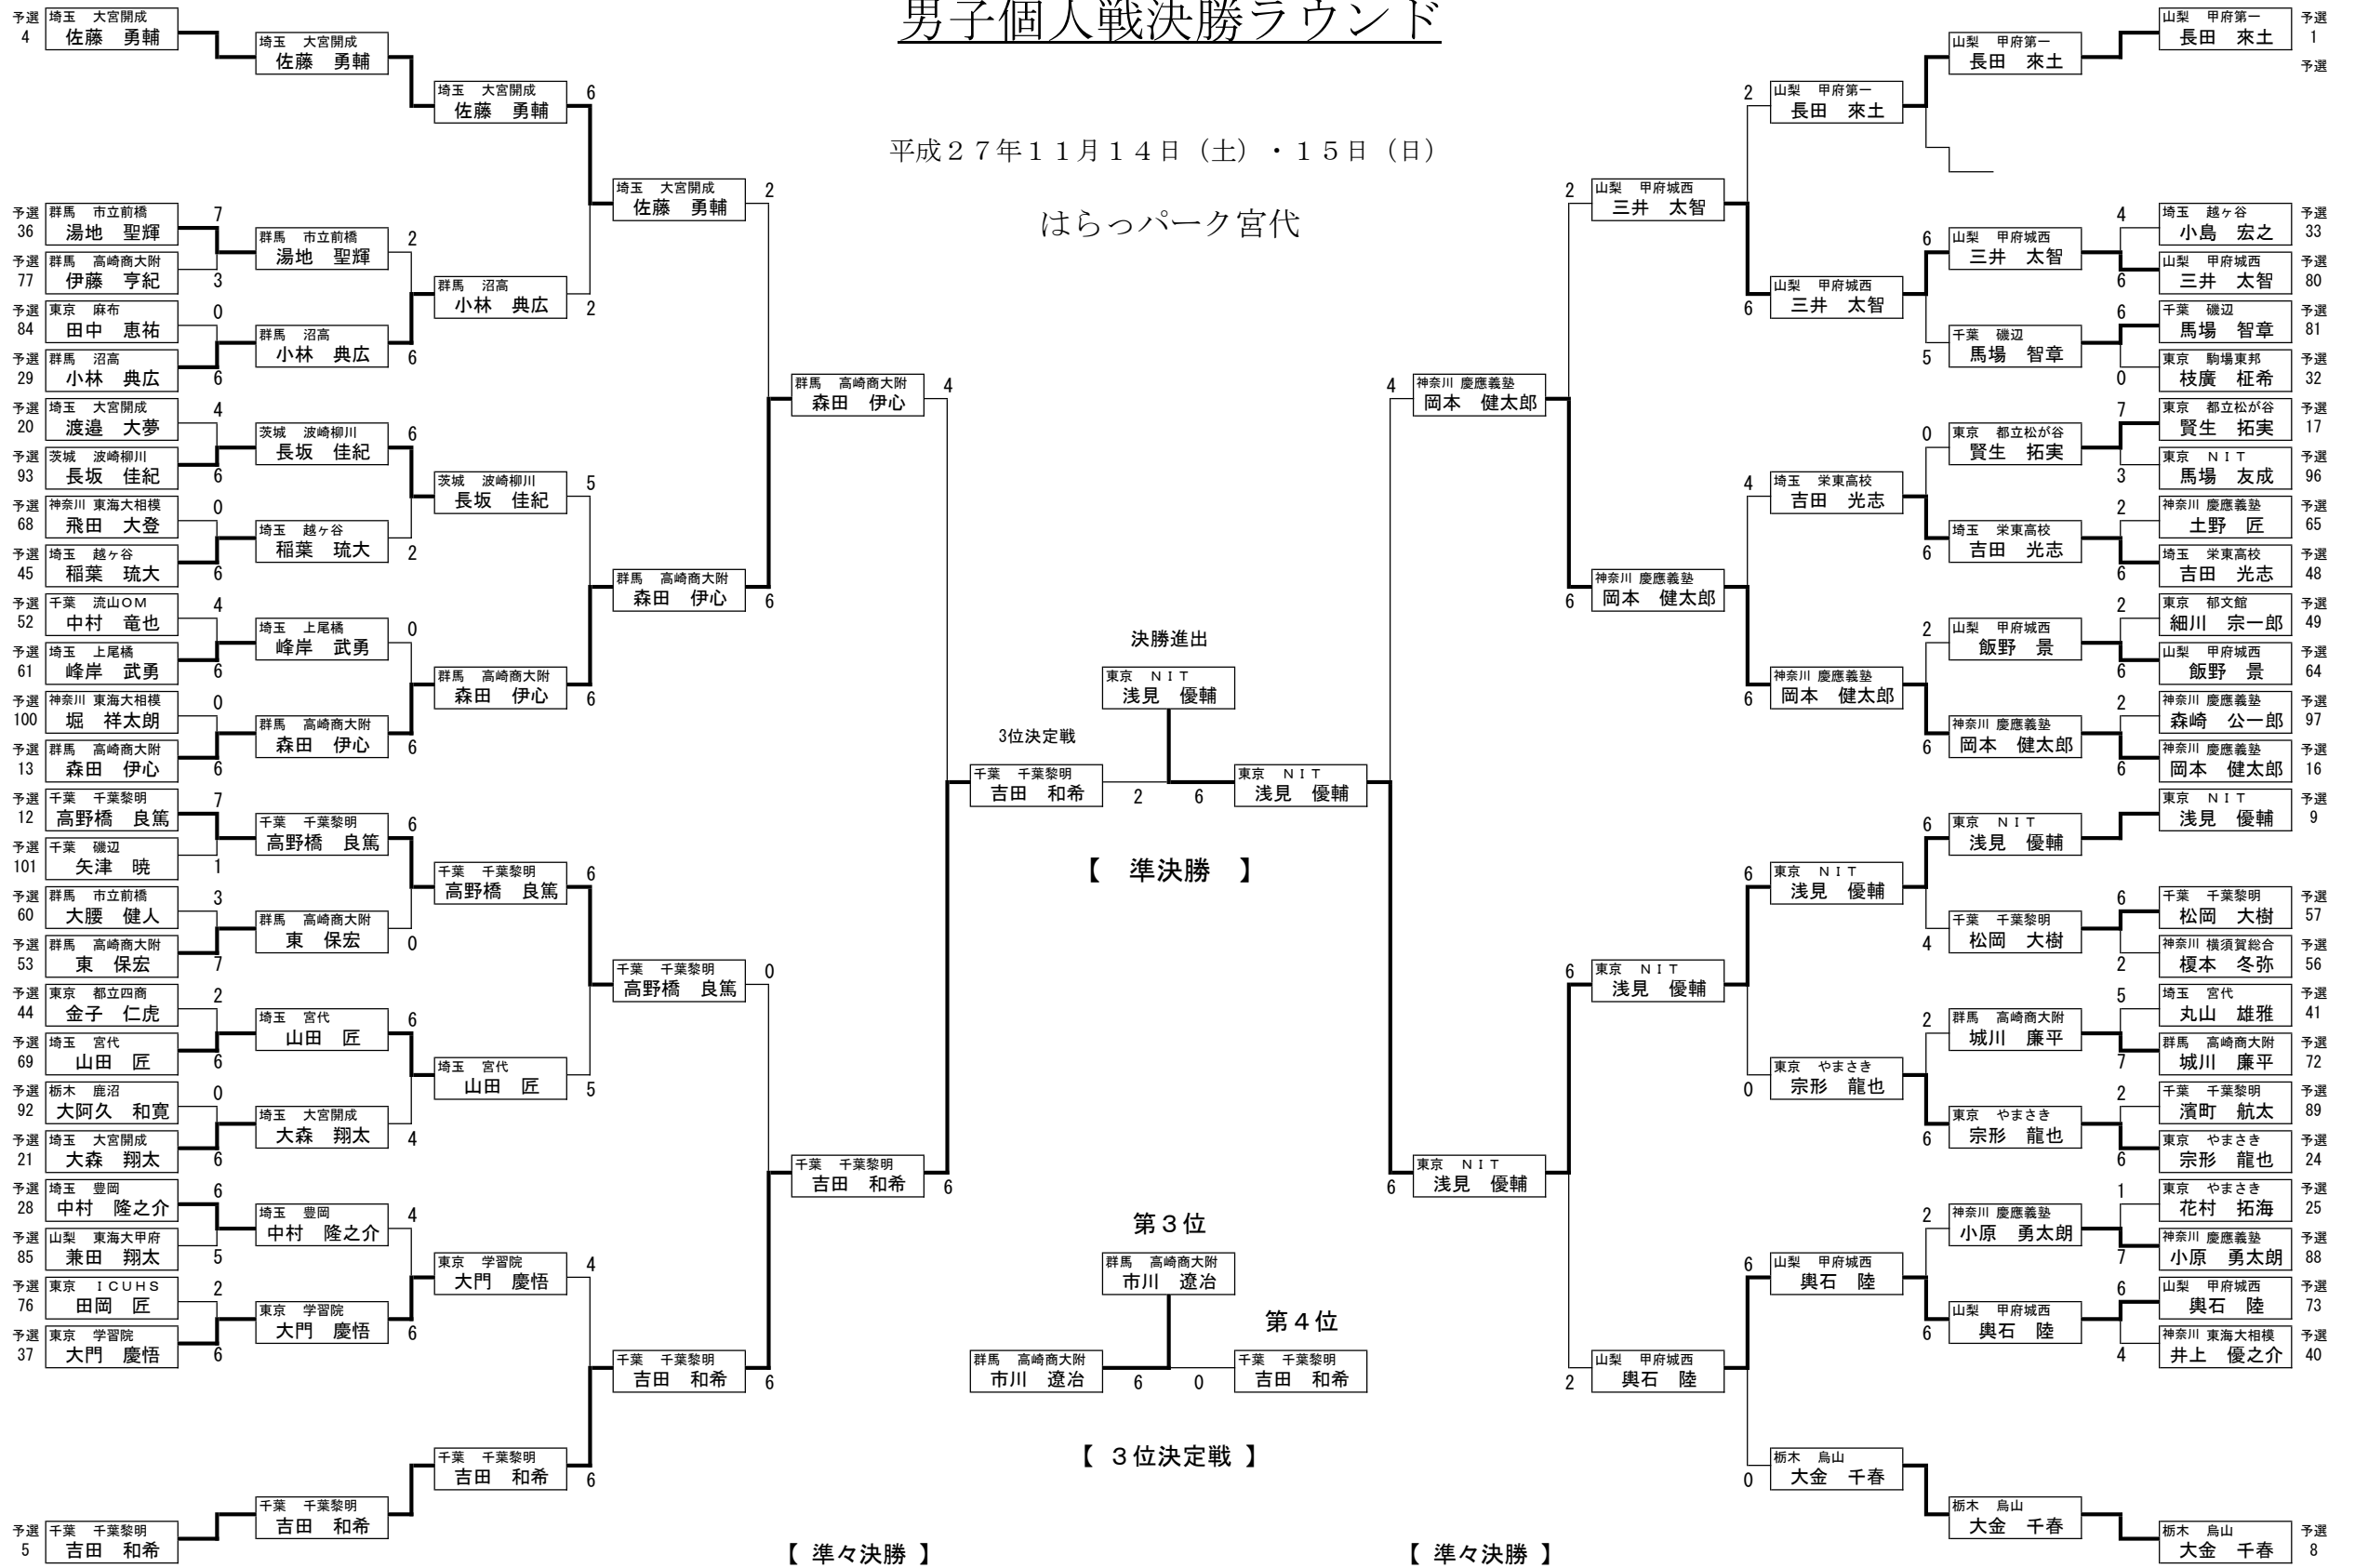 男子個人戦決勝ラウンド
平成２７年１１月１４日（土）・１５日（日）
はらっパーク宮代
予選 4 埼玉 大宮開成
佐藤 勇輔
予選 36 群馬 市立前橋
湯地 聖輝
7
予選 77 群馬 高崎商大附
伊藤 亨紀
3
予選 84 東京 麻布
田中 恵祐
0
予選 29 群馬 沼高
小林 典広
6
予選 20 埼玉 大宮開成
渡邉 大夢
4
予選 93 茨城 波崎柳川
長坂 佳紀
6
予選 68 神奈川 東海大相模
飛田 大登
0
予選 45 埼玉 越ヶ谷
稲葉 琉大
6
予選 52 千葉 流山ＯＭ
中村 竜也
4
予選 61 埼玉 上尾橘
峰岸 武勇
6
予選 100 神奈川 東海大相模
堀 祥太朗
0
予選 13 群馬 高崎商大附
森田 伊心
6
予選 12 千葉 千葉黎明
高野橋 良篤
7
予選 101 千葉 磯辺
矢津 暁
1
予選 60 群馬 市立前橋
大腰 健人
3
予選 53 群馬 高崎商大附
東 保宏
7
予選 44 東京 都立四商
金子 仁虎
2
予選 69 埼玉 宮代
山田 匠
6
予選 92 栃木 鹿沼
大阿久 和寛
0
予選 21 埼玉 大宮開成
大森 翔太
6
予選 28 埼玉 豊岡
中村 隆之介
6
予選 85 山梨 東海大甲府
兼田 翔太
5
予選 76 東京 ＩＣＵＨＳ
田岡 匠
2
予選 37 東京 学習院
大門 慶悟
6
予選 5 千葉 千葉黎明
吉田 和希
埼玉 大宮開成
佐藤 勇輔
群馬 市立前橋
湯地 聖輝
2
群馬 沼高
小林 典広
6
茨城 波崎柳川
長坂 佳紀
6
埼玉 越ヶ谷
稲葉 琉大
2
埼玉 上尾橘
峰岸 武勇
0
群馬 高崎商大附
森田 伊心
6
千葉 千葉黎明
高野橋 良篤
6
群馬 高崎商大附
東 保宏
0
埼玉 宮代
山田 匠
6
埼玉 大宮開成
大森 翔太
4
埼玉 豊岡
中村 隆之介
4
東京 学習院
大門 慶悟
6
千葉 千葉黎明
吉田 和希
埼玉 大宮開成
佐藤 勇輔
6
群馬 沼高
小林 典広
2
茨城 波崎柳川
長坂 佳紀
5
群馬 高崎商大附
森田 伊心
6
千葉 千葉黎明
高野橋 良篤
6
埼玉 宮代
山田 匠
5
東京 学習院
大門 慶悟
4
千葉 千葉黎明
吉田 和希
6
埼玉 大宮開成
佐藤 勇輔
2
群馬 高崎商大附
森田 伊心
6
千葉 千葉黎明
高野橋 良篤
0
千葉 千葉黎明
吉田 和希
6
群馬 高崎商大附
森田 伊心
4
千葉 千葉黎明
吉田 和希
6
【 準々決勝 】
決勝進出
東京 ＮＩＴ
浅見 優輔
3位決定戦
千葉 千葉黎明
吉田 和希
2 6
東京 ＮＩＴ
浅見 優輔
【 準決勝 】
第３位
群馬 高崎商大附
市川 遼治
第４位
群馬 高崎商大附
市川 遼治
6 0
千葉 千葉黎明
吉田 和希
【 ３位決定戦 】
4
神奈川 慶應義塾
岡本 健太郎
6
東京 ＮＩＴ
浅見 優輔
【 準々決勝 】
2
山梨 甲府城西
三井 太智
6
神奈川 慶應義塾
岡本 健太郎
6
東京 ＮＩＴ
浅見 優輔
2
山梨 甲府城西
輿石 陸
2
山梨 甲府第一
長田 來土
6
山梨 甲府城西
三井 太智
4
埼玉 栄東高校
吉田 光志
6
神奈川 慶應義塾
岡本 健太郎
6
東京 ＮＩＴ
浅見 優輔
0
東京 やまさき
宗形 龍也
6
山梨 甲府城西
輿石 陸
0
栃木 烏山
大金 千春
山梨 甲府第一
長田 來土
6
山梨 甲府城西
三井 太智
5
千葉 磯辺
馬場 智章
0
東京 都立松が谷
賢生 拓実
6
埼玉 栄東高校
吉田 光志
2
山梨 甲府城西
飯野 景
6
神奈川 慶應義塾
岡本 健太郎
6
東京 ＮＩＴ
浅見 優輔
4
千葉 千葉黎明
松岡 大樹
2
群馬 高崎商大附
城川 廉平
6
東京 やまさき
宗形 龍也
2
神奈川 慶應義塾
小原 勇太朗
6
山梨 甲府城西
輿石 陸
栃木 烏山
大金 千春
山梨 甲府第一 予選
長田 來土 1
予選
4
埼玉 越ヶ谷 予選
小島 宏之 33
6
山梨 甲府城西 予選
三井 太智 80
6
千葉 磯辺 予選
馬場 智章 81
0
東京 駒場東邦 予選
枝廣 柾希 32
7
東京 都立松が谷 予選
賢生 拓実 17
3
東京 ＮＩＴ 予選
馬場 友成 96
2
神奈川 慶應義塾 予選
土野 匠 65
6
埼玉 栄東高校 予選
吉田 光志 48
2
東京 郁文館 予選
細川 宗一郎 49
6
山梨 甲府城西 予選
飯野 景 64
2
神奈川 慶應義塾 予選
森崎 公一郎 97
6
神奈川 慶應義塾 予選
岡本 健太郎 16
東京 ＮＩＴ 予選
浅見 優輔 9
6
千葉 千葉黎明 予選
松岡 大樹 57
2
神奈川 横須賀総合 予選
榎本 冬弥 56
5
埼玉 宮代 予選
丸山 雄雅 41
7
群馬 高崎商大附 予選
城川 廉平 72
2
千葉 千葉黎明 予選
濱町 航太 89
6
東京 やまさき 予選
宗形 龍也 24
1
東京 やまさき 予選
花村 拓海 25
7
神奈川 慶應義塾 予選
小原 勇太朗 88
6
山梨 甲府城西 予選
輿石 陸 73
4
神奈川 東海大相模 予選
井上 優之介 40
栃木 烏山 予選
大金 千春 8